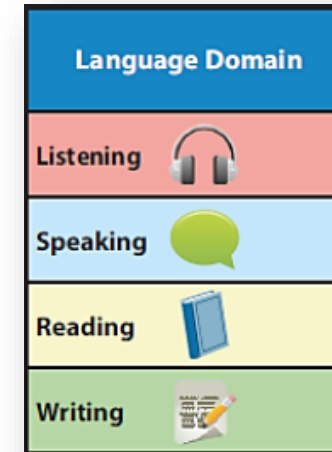 Language Domain
Listening
Speaking
Reading
Writing